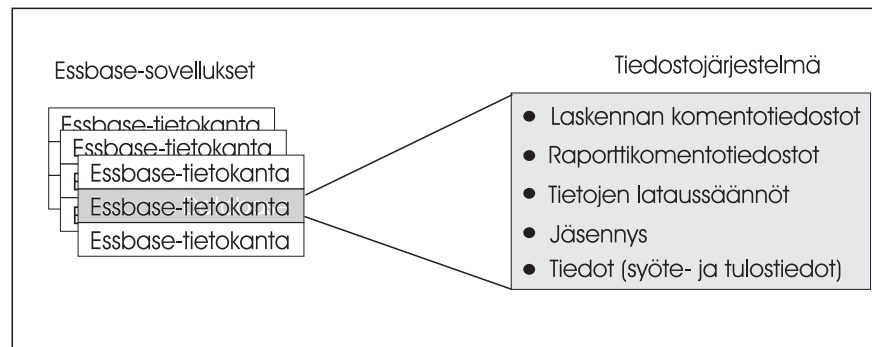 Essbase-sovellukset
Essbase-tietokanta
Essbase-tietokanta
Essbase-tietokanta
Essbase-tietokanta
Essbase-tietokanta
Tiedostojärjestelmä
● Laskennan komentotiedostot
● Raporttikomentotiedostot
● Tietojen lataussäännöt
● Jäsennys
● Tiedot (syöte- ja tulostiedot)